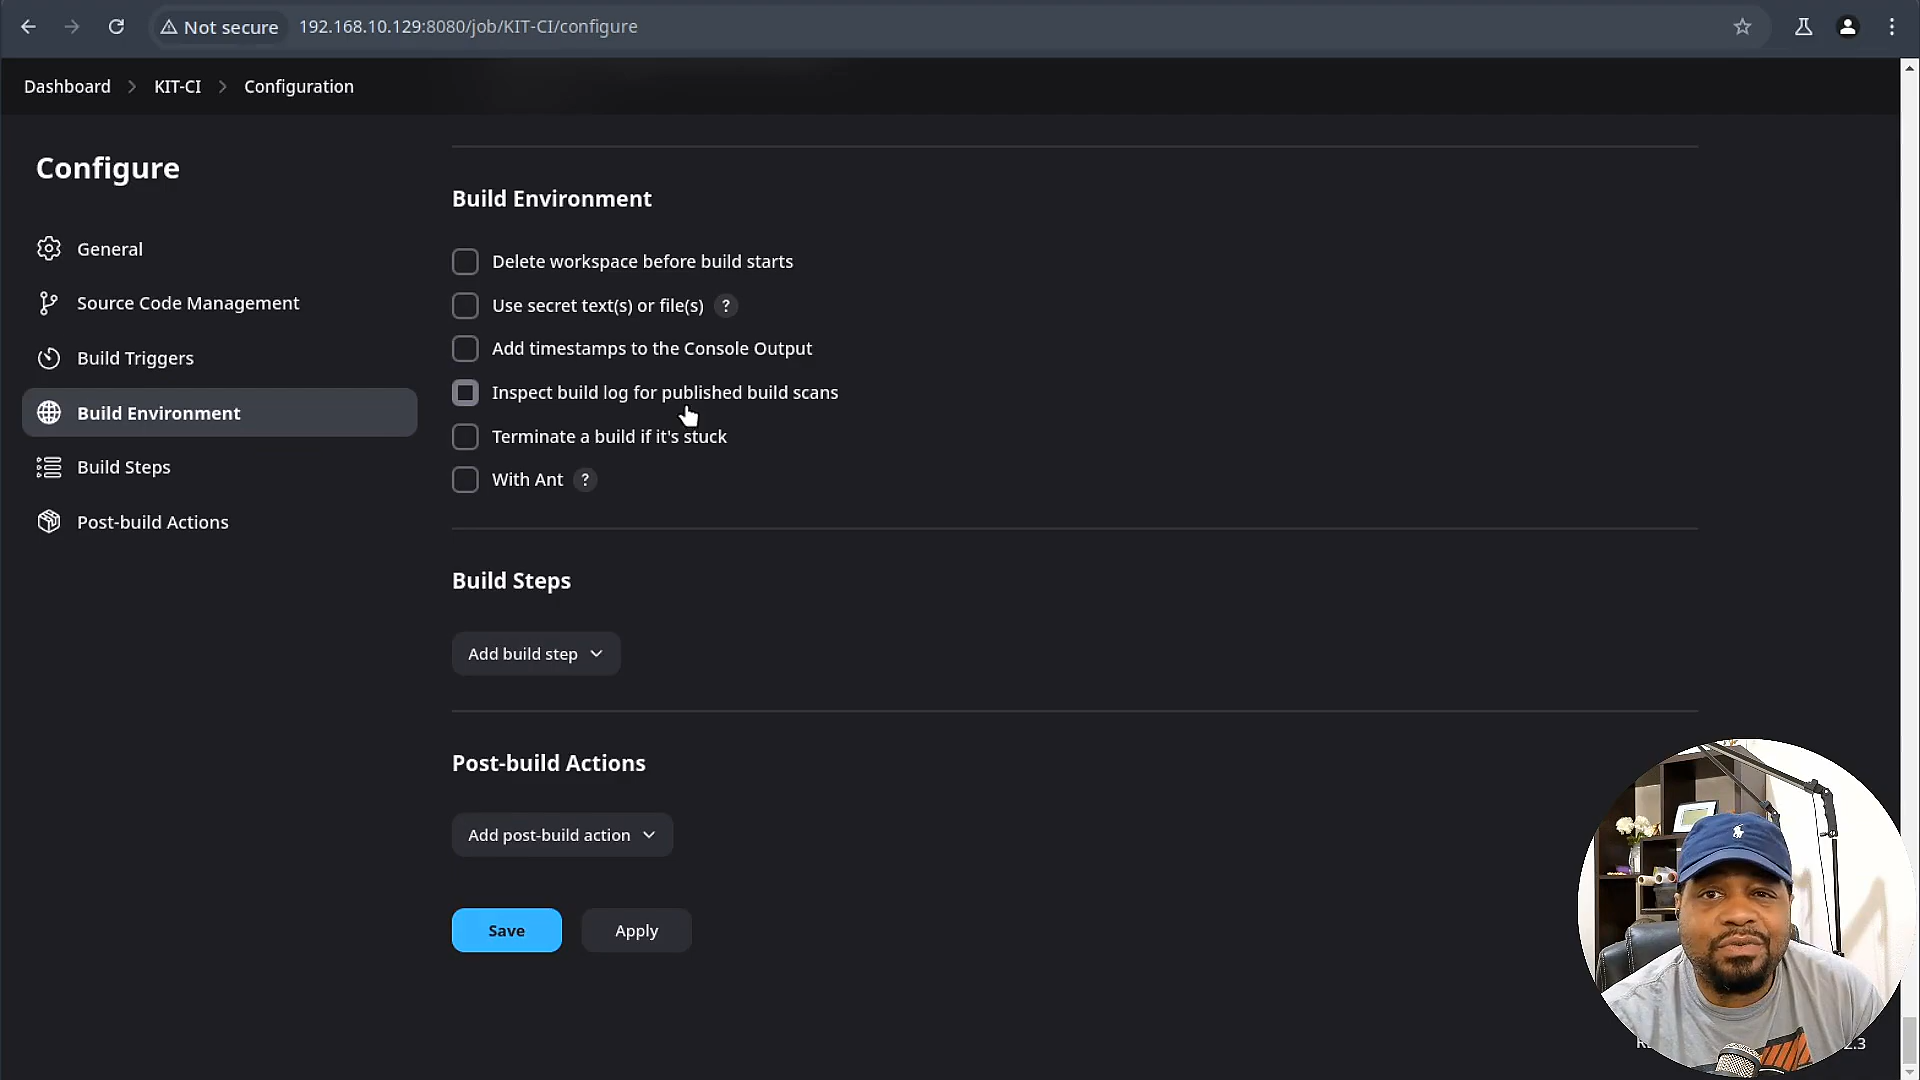 Not secure
192.168.10.129:8080/job/KIT-CI/configure
Dashboard > KIT-CI > Configuration
Configure
General
Source Code Management
Build Triggers
Build Environment
Build Steps
Post-build Actions
Build Environment
Delete workspace before build starts
Use secret text(s) or file(s) ?
Add timestamps to the Console Output
Inspect build log for published build scans
Terminate a build if it's stuck
With Ant ?
Build Steps
Add build step
Post-build Actions
Add post-build action
Save
Apply